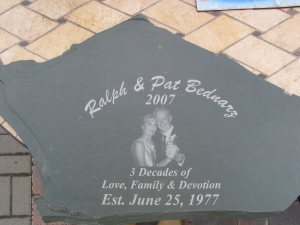 Ralph & Pat Bednarz
2007
3 Decades of
Love, Family & Devotion
Est. June 25, 1977